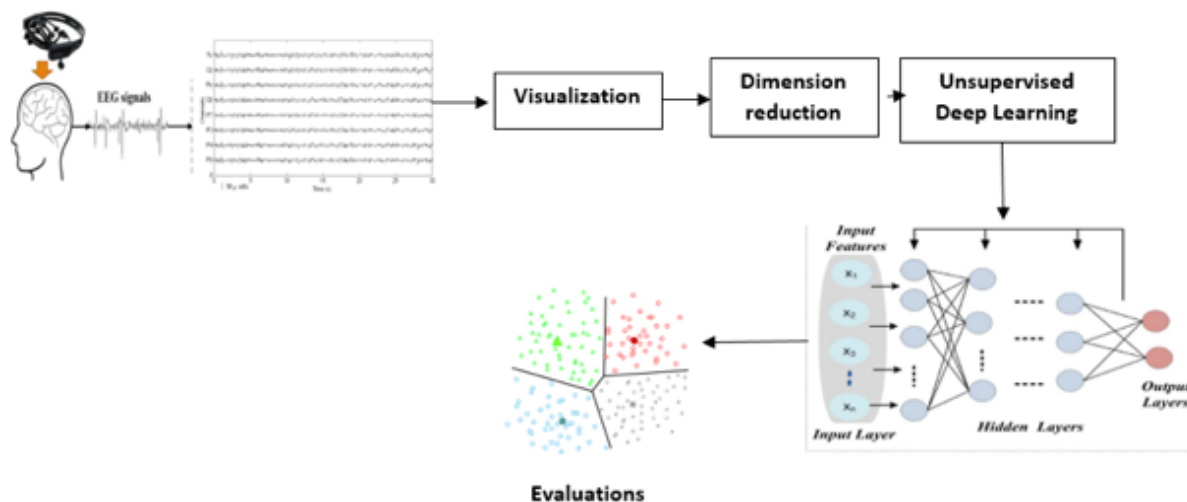 EEG signals
Visualization
Dimension
reduction
Unsupervised
Deep Learning
Input
Features
X1
X2
X3
Xn
Input Layer
Hidden Layers
Output
Layers
Evaluations